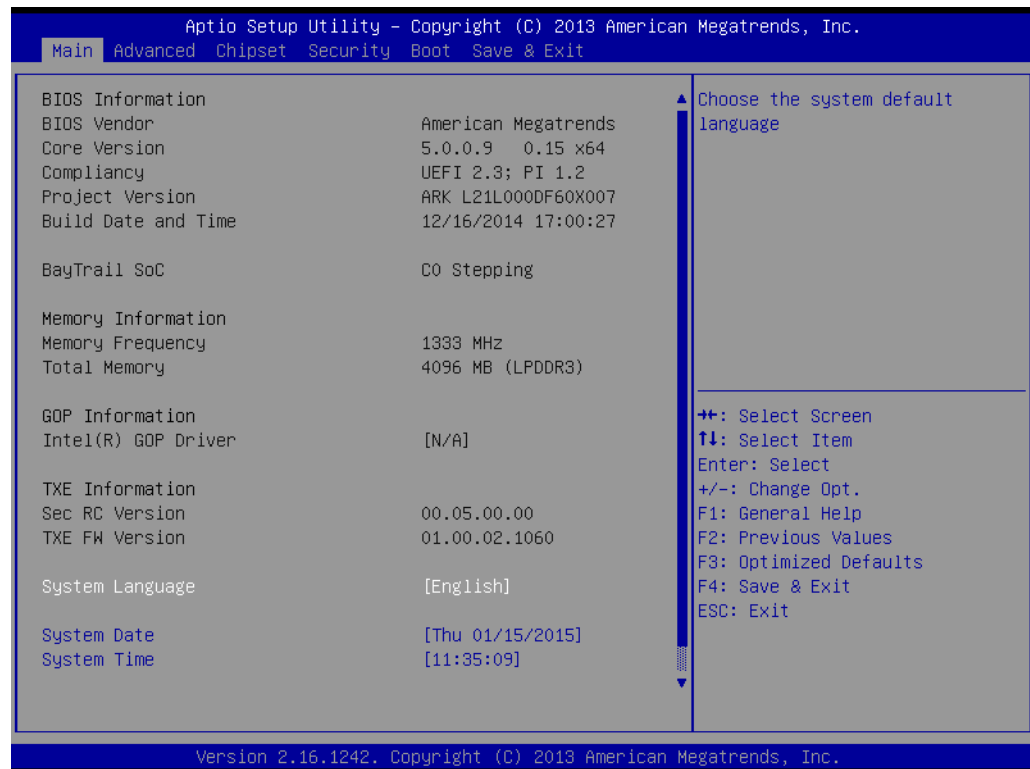 Aptio Setup Utility – Copyright (C) 2013 American Megatrends, Inc.
Main Advanced Chipset Security Boot Save & Exit
BIOS Information
BIOS Vendor American Megatrends
Core Version 5.0.0.9 0.15 x64
Compliancy UEFI 2.3; PI 1.2
Project Version ARK L21L000DF60X007
Build Date and Time 12/16/2014 17:00:27
BayTrail SoC C0 Stepping
Memory Information
Memory Frequency 1333 MHz
Total Memory 4096 MB (LPDDR3)
GOP Information
Intel(R) GOP Driver [N/A]
TXE Information
Sec RC Version 00.05.00.00
TXE FW Version 01.00.02.1060
System Language [English]
System Date [Thu 01/15/2015]
System Time [11:35:09]
Choose the system default
language
→←: Select Screen
↑↓: Select Item
Enter: Select
+/-: Change Opt.
F1: General Help
F2: Previous Values
F3: Optimized Defaults
F4: Save & Exit
ESC: Exit
Version 2.16.1242. Copyright (C) 2013 American Megatrends, Inc.